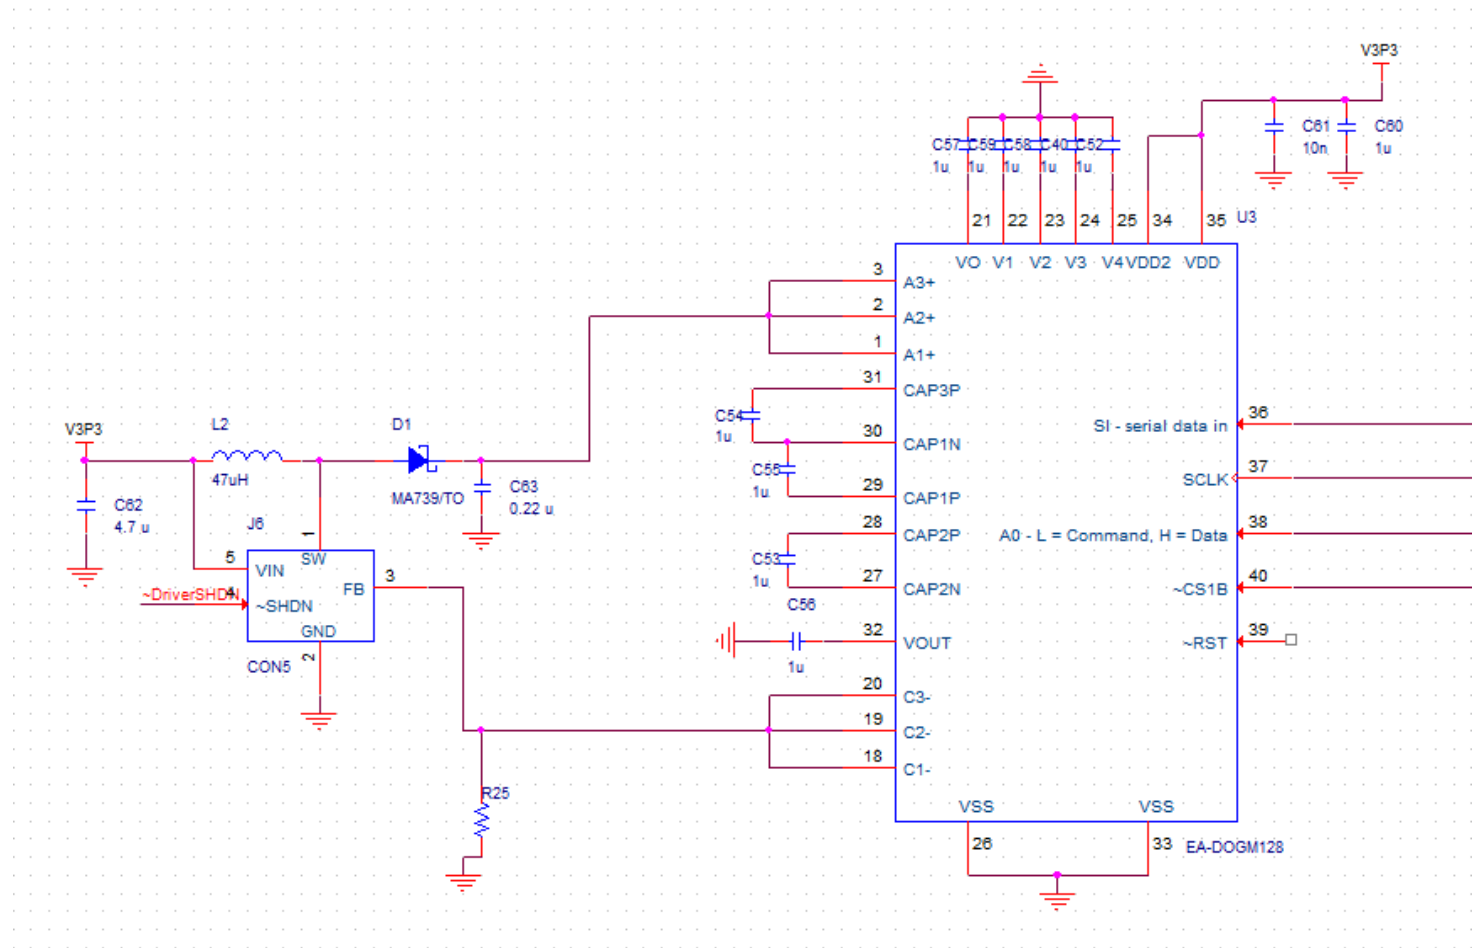 V3P3
C57 C59 C58 C40 C52
1u 1u 1u 1u 1u
C61 C60
10n 1u
21 22 23 24 25 34 35 U3
VO V1 V2 V3 V4 VDD2 VDD
3 A3+
2 A2+
1 A1+
31 CAP3P
C54
1u
30 CAP1N
C55
1u
29 CAP1P
28 CAP2P
C53
1u
27 CAP2N
C56
1u
32 VOUT
20 C3-
19 C2-
18 C1-
SI - serial data in 36
SCLK 37
A0 - L = Command, H = Data 38
~CS1B 40
~RST 39
VSS VSS
26 33 EA-DOGM128
V3P3
L2
47uH
D1
MA739/TO
C62
4.7 u
C63
0.22 u
J6
1
SW
5 VIN
FB 3
~DriverSHDN 4 ~SHDN
GND
2
CON5
R25